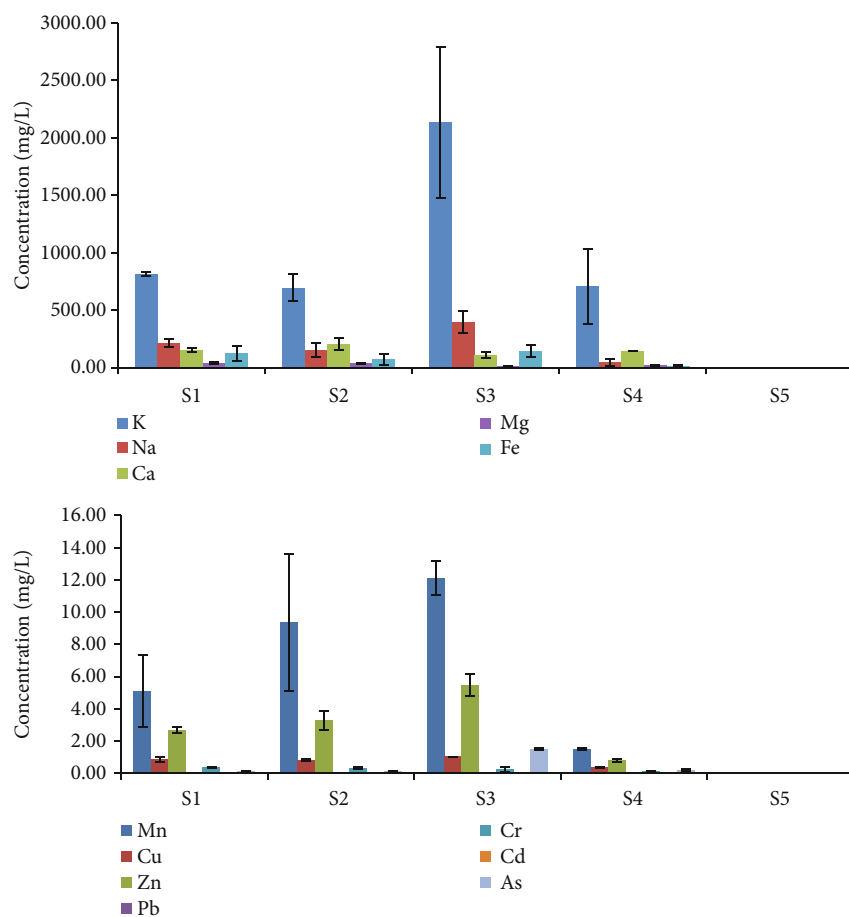 3000.00
2500.00
2000.00
1500.00
1000.00
500.00
0.00
Concentration (mg/L)
S1 S2 S3 S4 S5
K Mg
Na Fe
Ca
16.00
14.00
12.00
10.00
8.00
6.00
4.00
2.00
0.00
Concentration (mg/L)
S1 S2 S3 S4 S5
Mn Cr
Cu Cd
Zn As
Pb